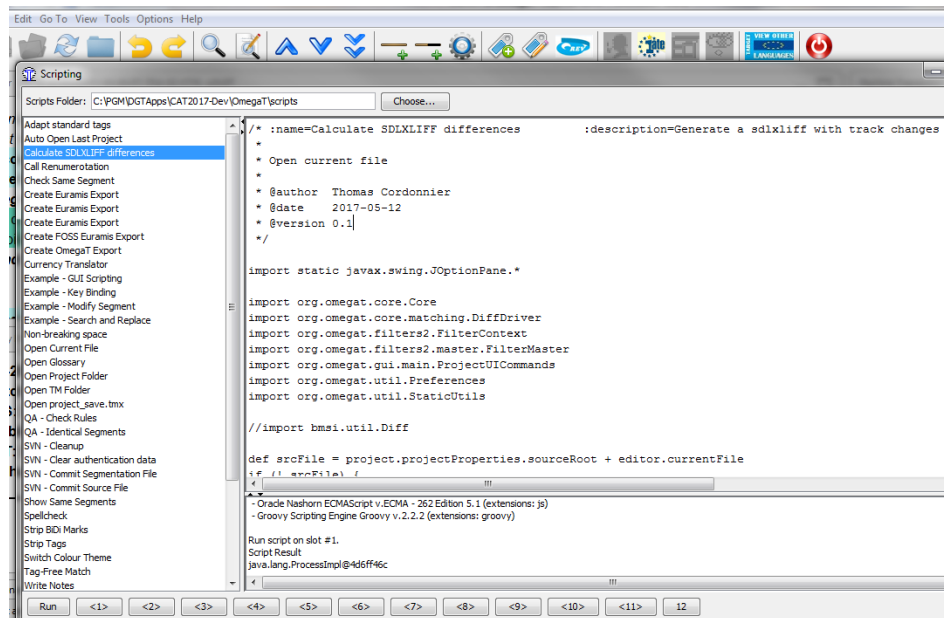 Edit Go To View Tools Options Help
VIEW OTHER
LANGUAGES
TARGET
Scripting
Scripts Folder: C:\PGM\DGTApps\CAT2017-Dev\OmegaT\scripts Choose...
Adapt standard tags
Auto Open Last Project
Calculate SDLXLIFF differences
Call Renumerotation
Check Same Segment
Create Euramis Export
Create Euramis Export
Create Euramis Export
Create FOSS Euramis Export
Create OmegaT Export
Currency Translator
Example - GUI Scripting
Example - Key Binding
Example - Modify Segment
Example - Search and Replace
Non-breaking space
Open Current File
Open Glossary
Open Project Folder
Open TM Folder
Open project_save.tmx
QA - Check Rules
QA - Identical Segments
SVN - Cleanup
SVN - Clear authentication data
SVN - Commit Segmentation File
SVN - Commit Source File
Show Same Segments
Spellcheck
Strip BiDi Marks
Strip Tags
Switch Colour Theme
Tag-Free Match
Write Notes
/* :name=Calculate SDLXLIFF differences :description=Generate a sdlxliff with track changes
*
* Open current file
*
* @author Thomas Cordonnier
* @date 2017-05-12
* @version 0.1
*/
import static javax.swing.JOptionPane.*
import org.omegat.core.Core
import org.omegat.core.matching.DiffDriver
import org.omegat.filters2.FilterContext
import org.omegat.filters2.master.FilterMaster
import org.omegat.gui.main.ProjectUICommands
import org.omegat.util.Preferences
import org.omegat.util.StaticUtils
//import bmsi.util.Diff
def srcFile = project.projectProperties.sourceRoot + editor.currentFile
if (! srcFile) {
- Oracle Nashorn ECMAScript v.ECMA - 262 Edition 5.1 (extensions: js)
- Groovy Scripting Engine Groovy v.2.2.2 (extensions: groovy)
Run script on slot #1.
Script Result
java.lang.ProcessImpl@4d6ff46c
Run <1> <2> <3> <4> <5> <6> <7> <8> <9> <10> <11> 12